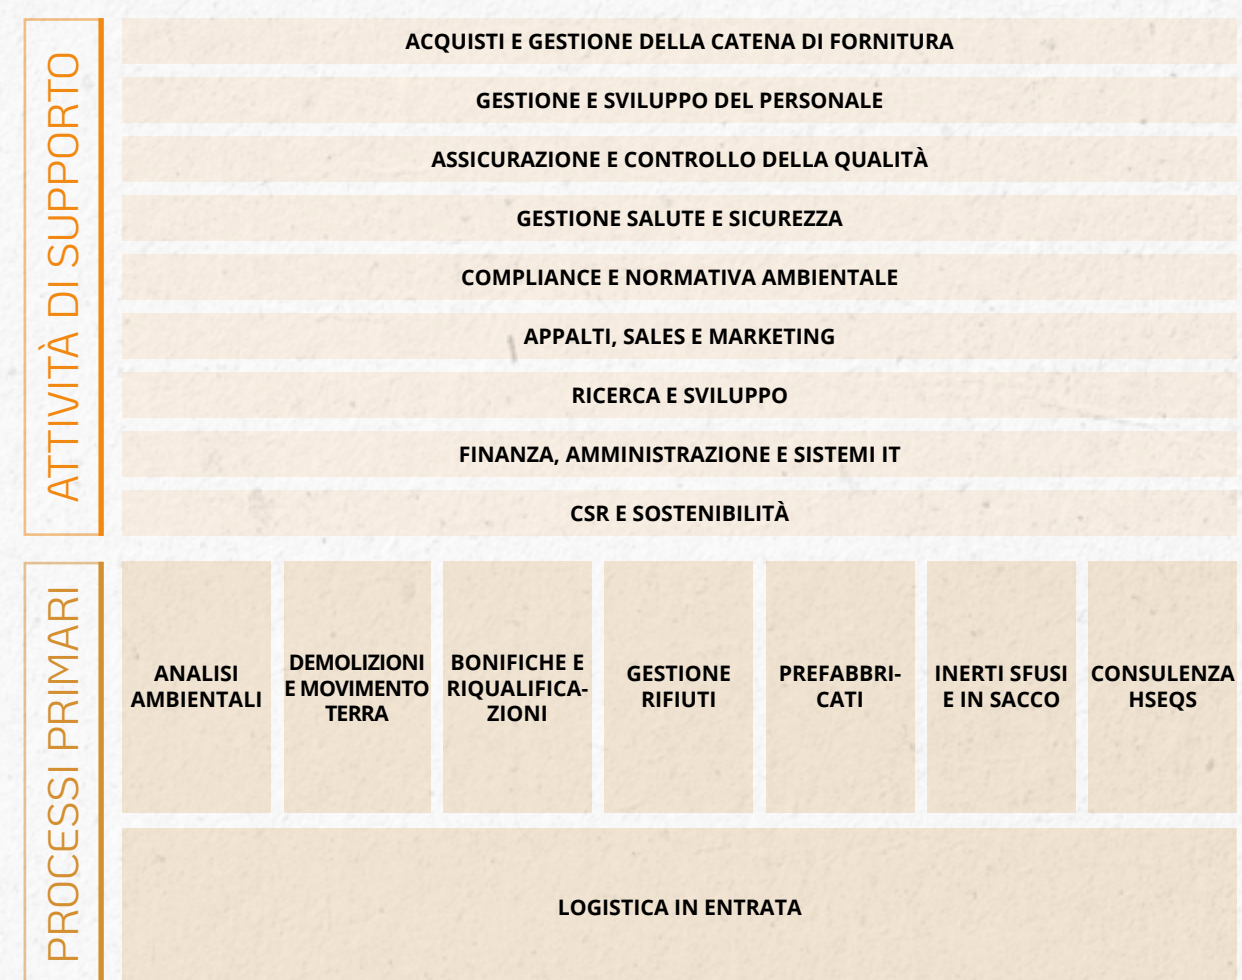 ATTIVITÀ DI SUPPORTO
ACQUISTI E GESTIONE DELLA CATENA DI FORNITURA
GESTIONE E SVILUPPO DEL PERSONALE
ASSICURAZIONE E CONTROLLO DELLA QUALITÀ
GESTIONE SALUTE E SICUREZZA
COMPLIANCE E NORMATIVA AMBIENTALE
APPALTI, SALES E MARKETING
RICERCA E SVILUPPO
FINANZA, AMMINISTRAZIONE E SISTEMI IT
CSR E SOSTENIBILITÀ
PROCESSI PRIMARI
ANALISI
AMBIENTALI
DEMOLIZIONI
E MOVIMENTO
TERRA
BONIFICHE E
RIQUALIFICA-
ZIONI
GESTIONE
RIFIUTI
PREFABBRI-
CATI
INERTI SFUSI
E IN SACCO
CONSULENZA
HSEQS
LOGISTICA IN ENTRATA